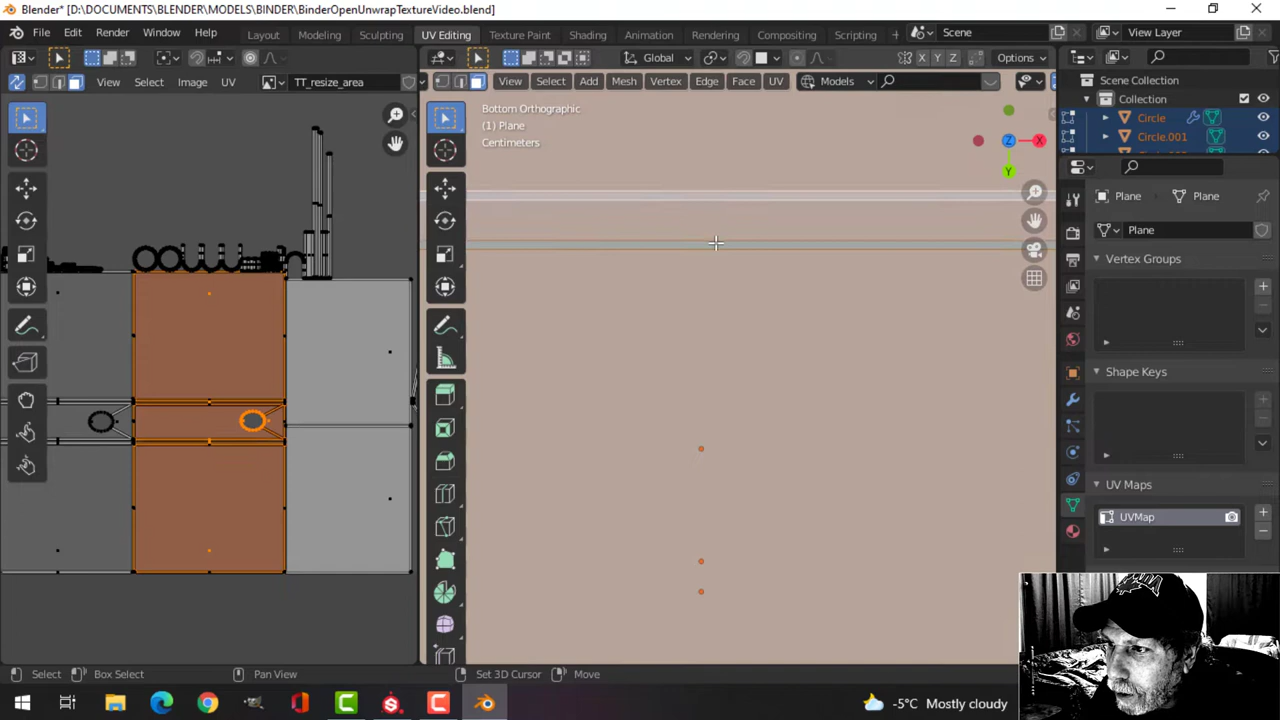 Blender* [D:\DOCUMENTS\BLENDER\MODELS\BINDER\BinderOpenUnwrapTextureVideo.blend]
File Edit Render Window Help Layout Modeling Sculpting UV Editing Texture Paint Shading Animation Rendering Compositing Scripting Scene View Layer
Global Options
View Select Image UV TT_resize_area View Select Add Mesh Vertex Edge Face UV Models
Scene Collection
Collection
Circle
Circle.001
Bottom Orthographic
(1) Plane
Centimeters
X Y Z
Z X
Y
Plane Plane
Plane
Vertex Groups
Shape Keys
UV Maps
UVMap
Select Box Select Pan View Set 3D Cursor Move
-5°C Mostly cloudy